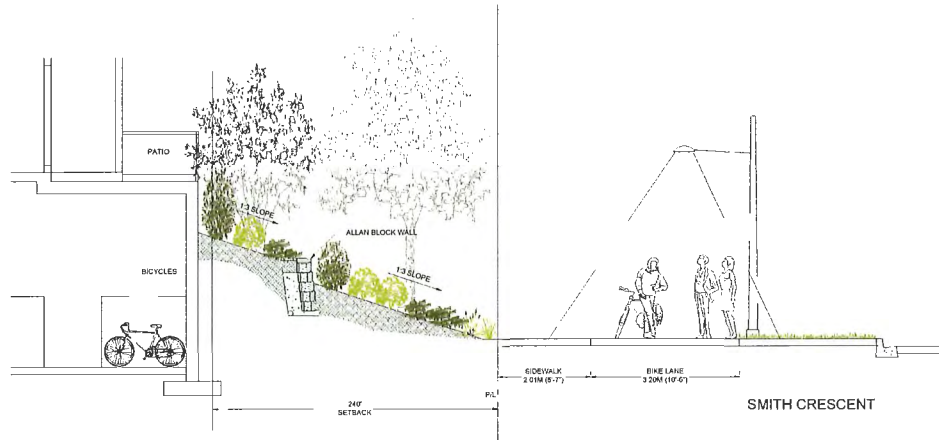 PATIO
1:3 SLOPE
ALLAN BLOCK WALL
BICYCLES
1:3 SLOPE
SIDEWALK
2.01M (6'-7")
BIKE LANE
3.20M (10'-6")
P/L
240"
SETBACK
SMITH CRESCENT